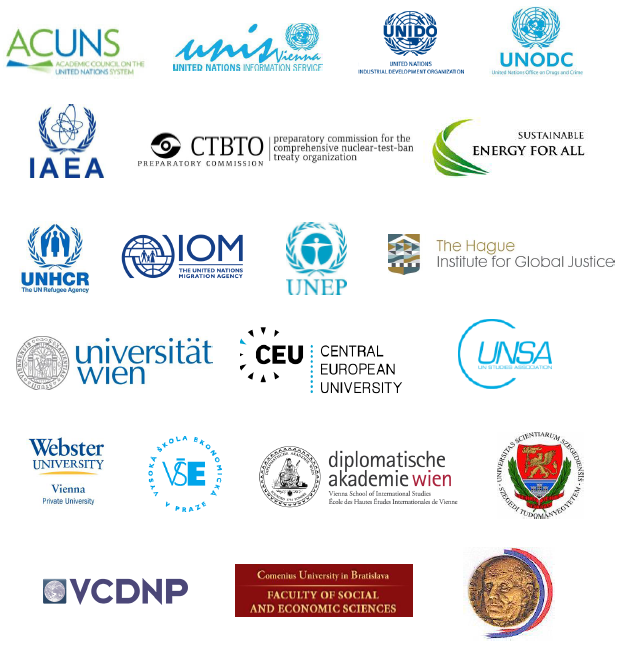 ACUNS
ACADEMIC COUNCIL ON THE
UNITED NATIONS SYSTEM
unis
Vienna
UNITED NATIONS INFORMATION SERVICE
UNIDO
UNITED NATIONS
INDUSTRIAL DEVELOPMENT ORGANIZATION
UNODC
United Nations Office on Drugs and Crime
IAEA
CTBTO
PREPARATORY COMMISSION
preparatory commission for the
comprehensive nuclear-test-ban
treaty organization
SUSTAINABLE
ENERGY FOR ALL
UNHCR
The UN Refugee Agency
IOM
THE UNITED NATIONS
MIGRATION AGENCY
UNEP
The Hague
Institute for Global Justice
universität
wien
CEU
CENTRAL
EUROPEAN
UNIVERSITY
UNSA
UN STUDIES ASSOCIATION
Webster
UNIVERSITY
Vienna
Private University
VYSOKÁ ŠKOLA EKONOMICKÁ
VŠE
V PRAZE
diplomatische
akademie wien
Vienna School of International Studies
École des Hautes Études Internationales de Vienne
UNIVERSITAS SCIENTIARUM SZEGEDIENSIS
SZEGEDI TUDOMÁNYEGYETEM
VCDNP
Comenius University in Bratislava
FACULTY OF SOCIAL
AND ECONOMIC SCIENCES